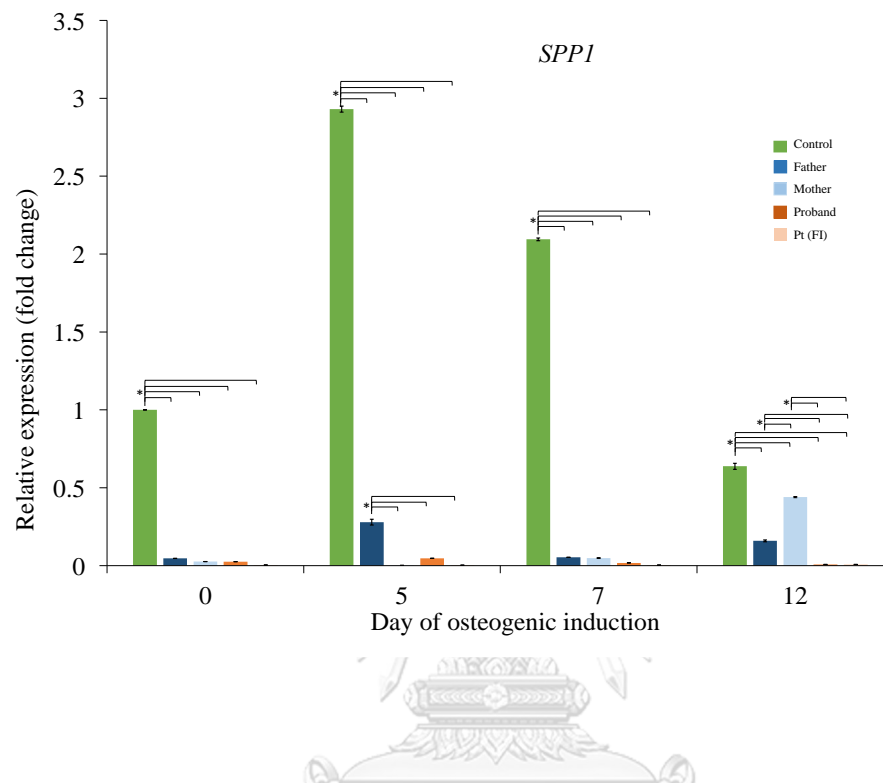 SPP1
Relative expression (fold change)
3.5
3
2.5
2
1.5
1
0.5
0
*
*
*
*
*
*
*
Control
Father
Mother
Proband
Pt (FI)
0 5 7 12
Day of osteogenic induction